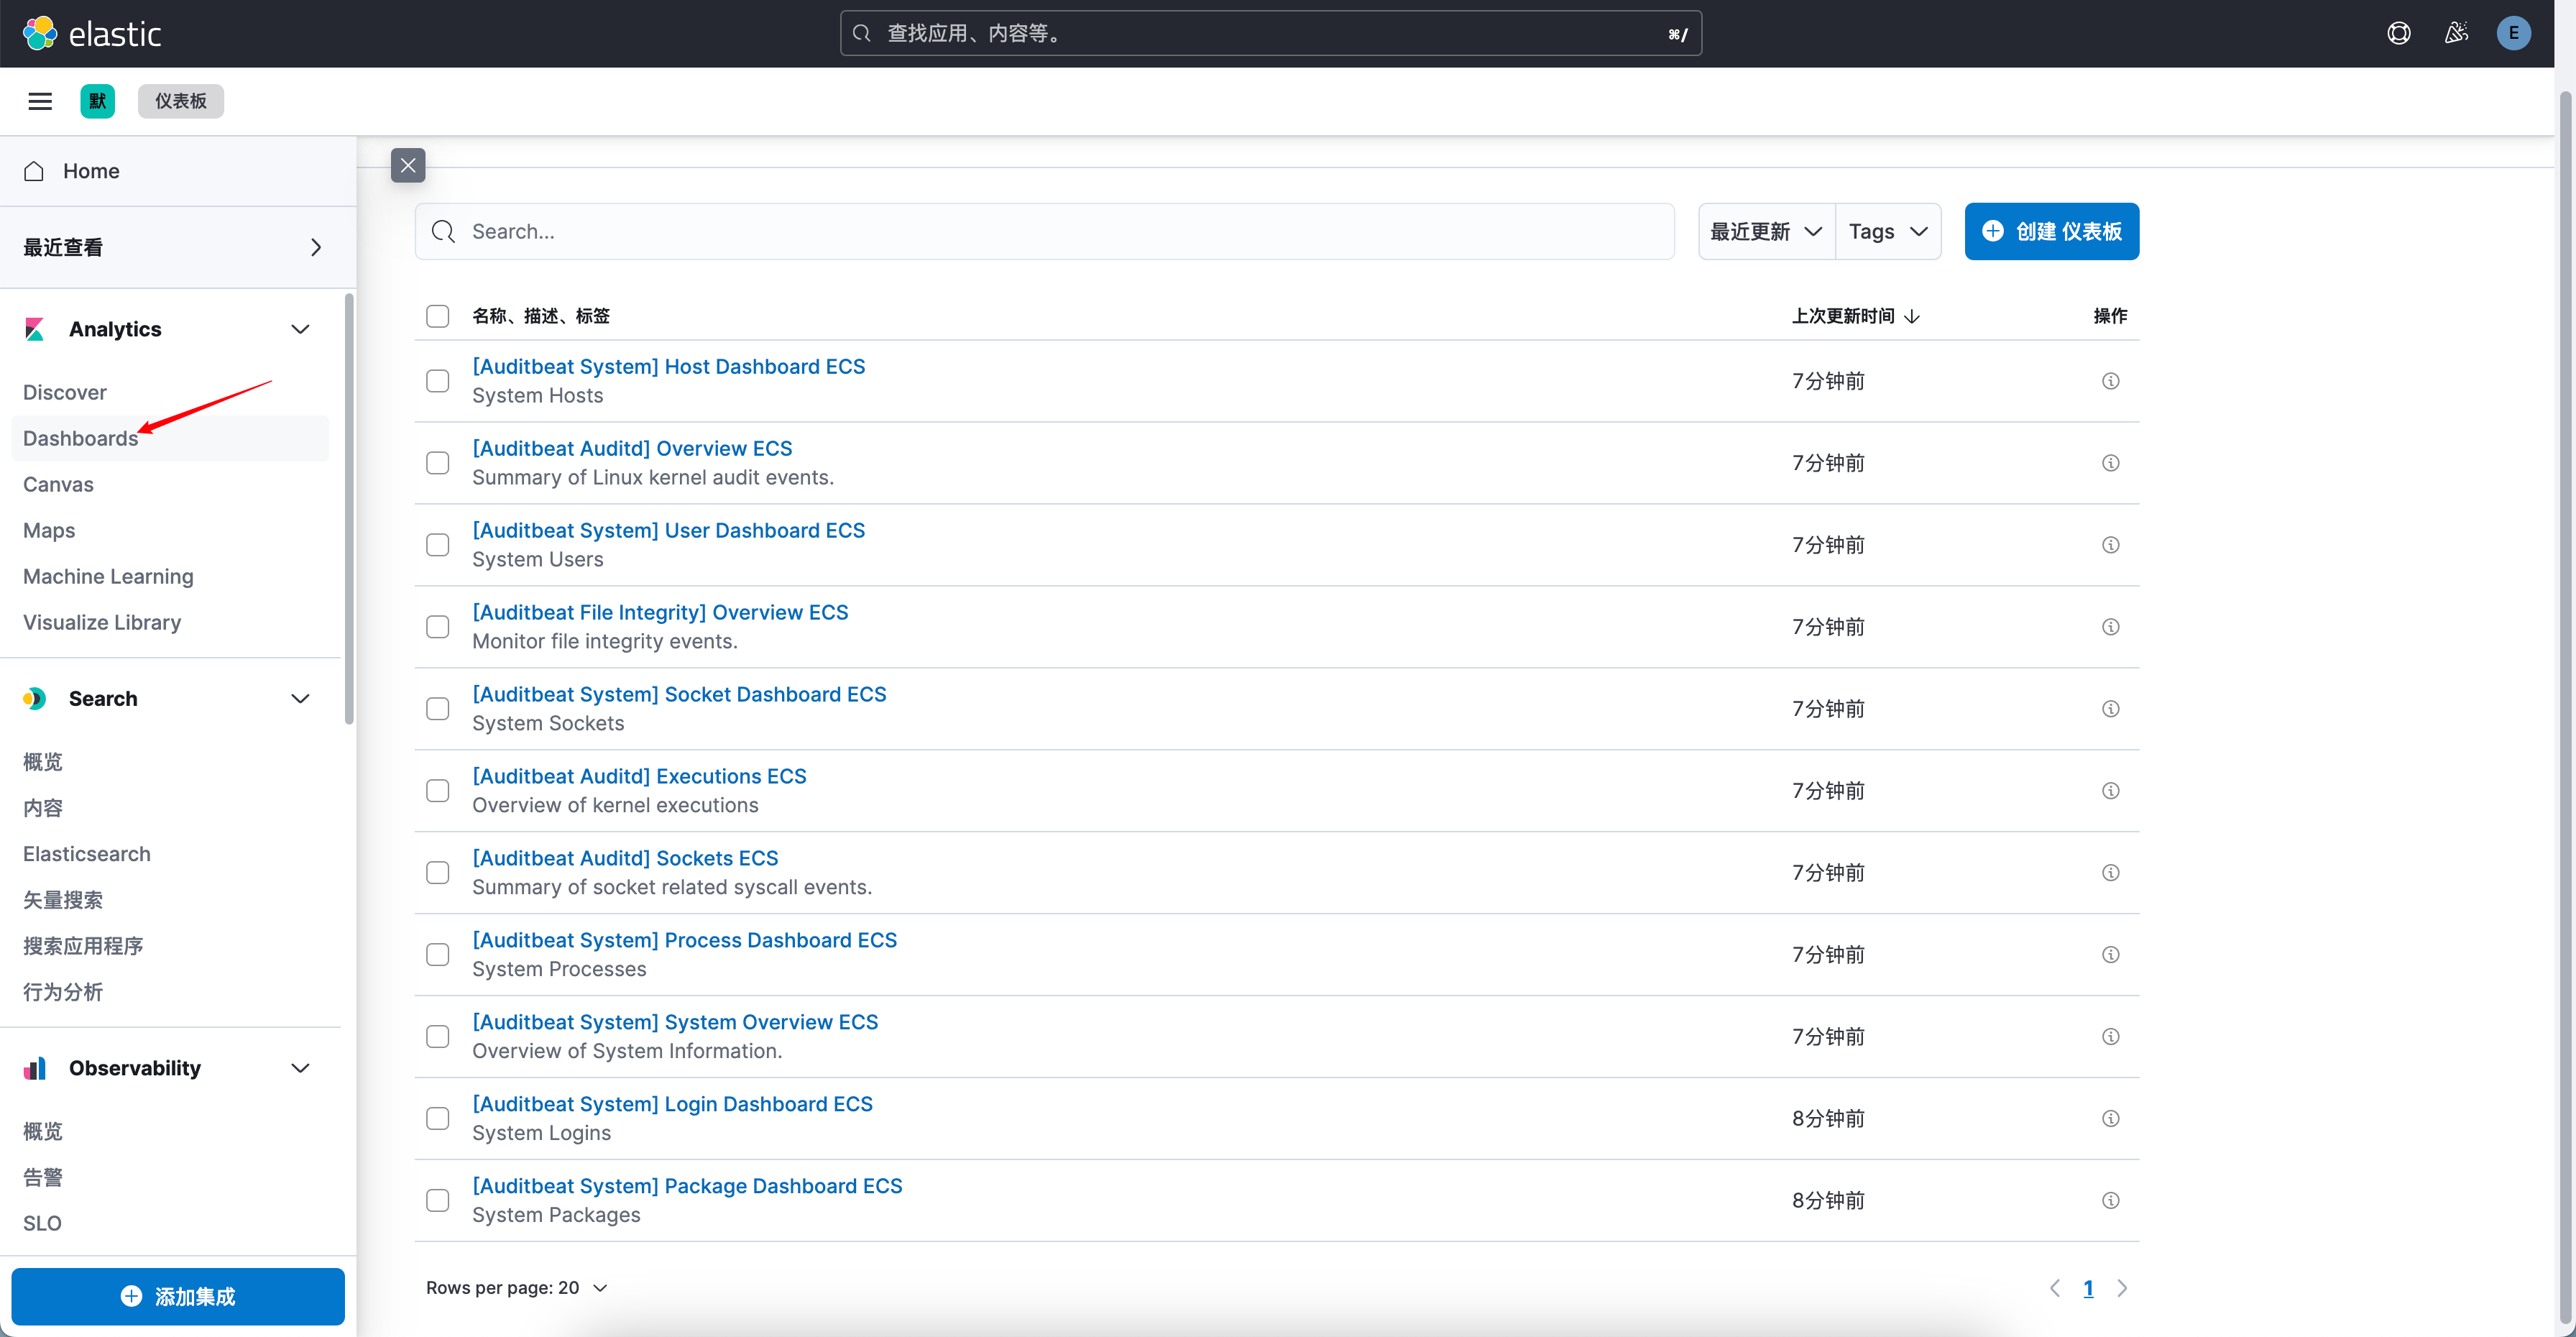 elastic
查找应用、内容等。
⌘/
E
默
仪表板
Home
最近查看
Analytics
Discover
Dashboards
Canvas
Maps
Machine Learning
Visualize Library
Search
概览
内容
Elasticsearch
矢量搜索
搜索应用程序
行为分析
Observability
概览
告警
SLO
添加集成
Search...
最近更新
Tags
创建 仪表板
名称、描述、标签
上次更新时间
操作
[Auditbeat System] Host Dashboard ECS
System Hosts
7分钟前
[Auditbeat Auditd] Overview ECS
Summary of Linux kernel audit events.
7分钟前
[Auditbeat System] User Dashboard ECS
System Users
7分钟前
[Auditbeat File Integrity] Overview ECS
Monitor file integrity events.
7分钟前
[Auditbeat System] Socket Dashboard ECS
System Sockets
7分钟前
[Auditbeat Auditd] Executions ECS
Overview of kernel executions
7分钟前
[Auditbeat Auditd] Sockets ECS
Summary of socket related syscall events.
7分钟前
[Auditbeat System] Process Dashboard ECS
System Processes
7分钟前
[Auditbeat System] System Overview ECS
Overview of System Information.
7分钟前
[Auditbeat System] Login Dashboard ECS
System Logins
8分钟前
[Auditbeat System] Package Dashboard ECS
System Packages
8分钟前
Rows per page: 20
1